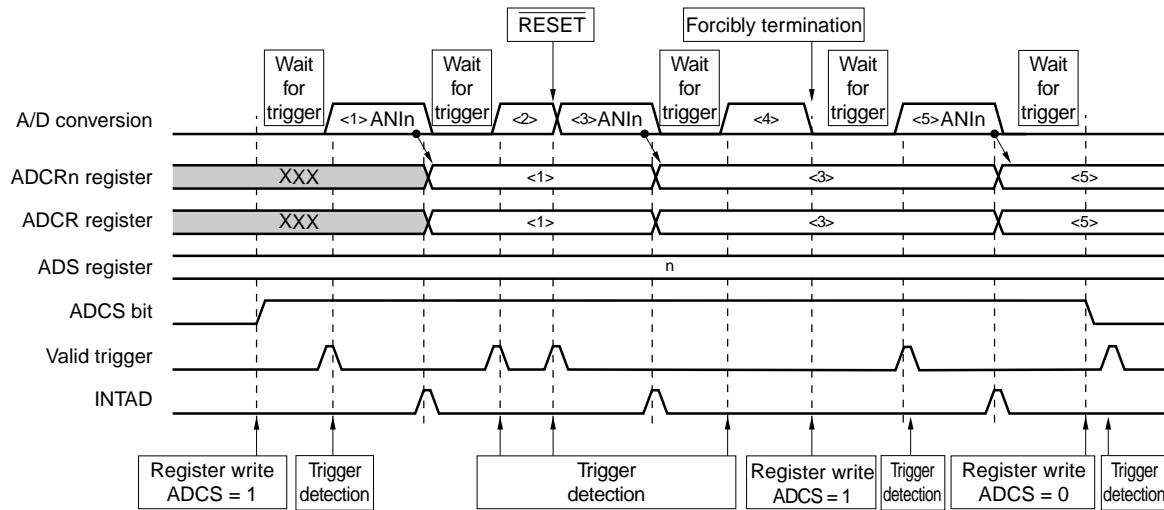 RESET
Forcibly termination
Wait for trigger
Wait for trigger
Wait for trigger
Wait for trigger
Wait for trigger
A/D conversion
<1> ANIn
<2>
<3> ANIn
<4>
<5> ANIn
ADCRn register
XXX
<1>
<3>
<5>
ADCR register
XXX
<1>
<3>
<5>
ADS register
n
ADCS bit
Valid trigger
INTAD
Register write
ADCS = 1
Trigger
detection
Trigger
detection
Register write
ADCS = 1
Trigger
detection
Register write
ADCS = 0
Trigger
detection